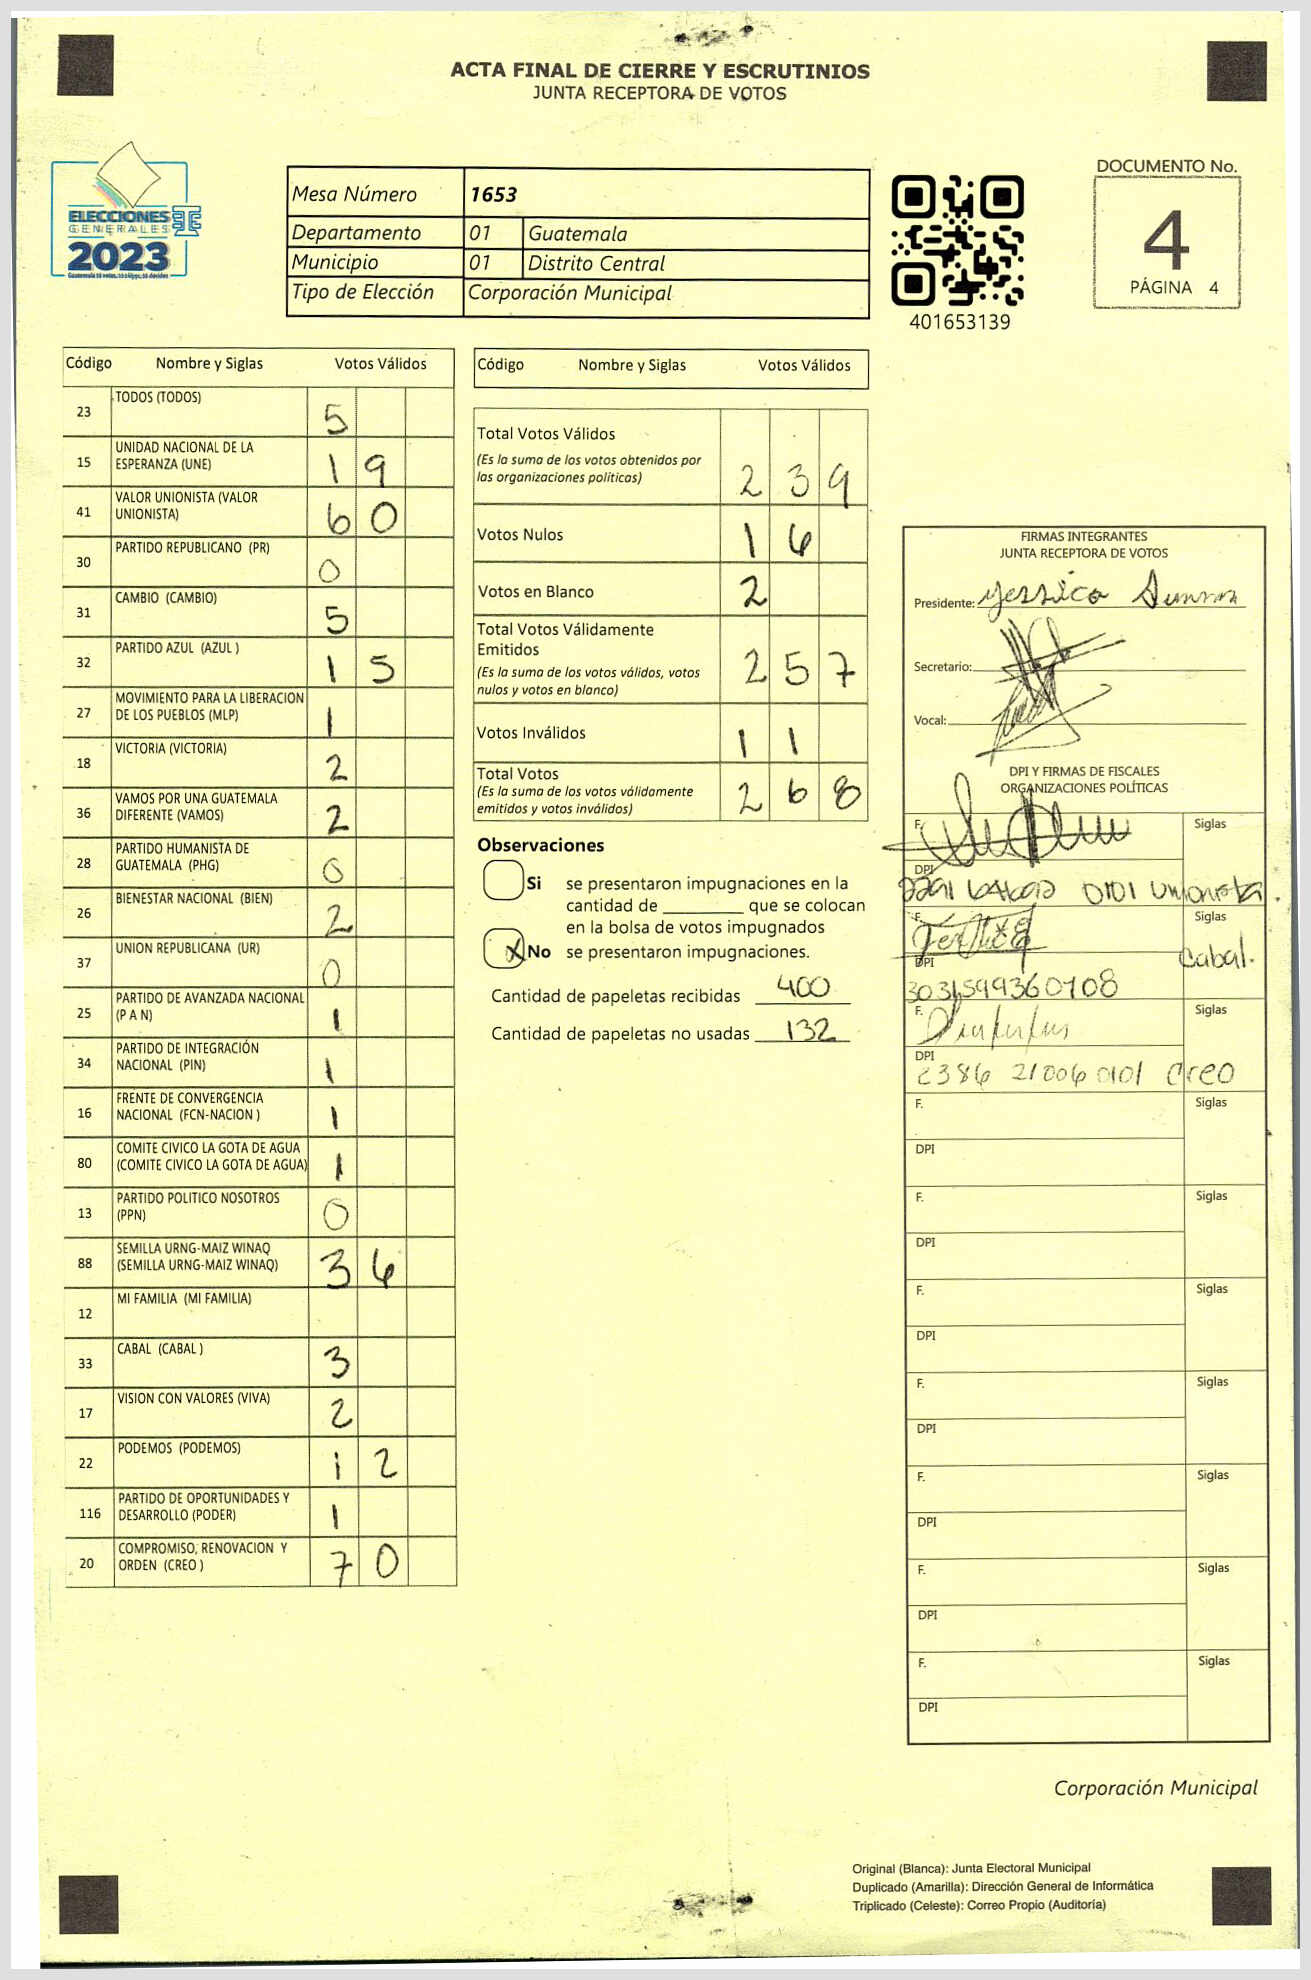 ACTA FINAL DE CIERRE Y ESCRUTINIOS
JUNTA RECEPTORA DE VOTOS
ELECCIONES
GENERALES
2023
Mesa Número 1653
Departamento 01 Guatemala
Municipio 01 Distrito Central
Tipo de Elección Corporación Municipal
401653139
DOCUMENTO No.
4
PÁGINA 4
Código Nombre y Siglas Votos Válidos
23 TODOS (TODOS) 5
15 UNIDAD NACIONAL DE LA
ESPERANZA (UNE) 1 9
41 VALOR UNIONISTA (VALOR
UNIONISTA) 6 0
30 PARTIDO REPUBLICANO (PR) 0
31 CAMBIO (CAMBIO) 5
32 PARTIDO AZUL (AZUL ) 1 5
27 MOVIMIENTO PARA LA LIBERACION
DE LOS PUEBLOS (MLP) 1
18 VICTORIA (VICTORIA) 2
36 VAMOS POR UNA GUATEMALA
DIFERENTE (VAMOS) 2
28 PARTIDO HUMANISTA DE
GUATEMALA (PHG) 0
26 BIENESTAR NACIONAL (BIEN) 2
37 UNION REPUBLICANA (UR) 0
25 PARTIDO DE AVANZADA NACIONAL
(P A N) 1
34 PARTIDO DE INTEGRACIÓN
NACIONAL (PIN) 1
16 FRENTE DE CONVERGENCIA
NACIONAL (FCN-NACION ) 1
80 COMITE CIVICO LA GOTA DE AGUA
(COMITE CIVICO LA GOTA DE AGUA) 1
13 PARTIDO POLITICO NOSOTROS
(PPN) 0
88 SEMILLA URNG-MAIZ WINAQ
(SEMILLA URNG-MAIZ WINAQ) 3 6
12 MI FAMILIA (MI FAMILIA)
33 CABAL (CABAL ) 3
17 VISION CON VALORES (VIVA) 2
22 PODEMOS (PODEMOS) 1 2
116 PARTIDO DE OPORTUNIDADES Y
DESARROLLO (PODER) 1
20 COMPROMISO, RENOVACION Y
ORDEN (CREO ) 7 0
Código Nombre y Siglas Votos Válidos
Total Votos Válidos
(Es la suma de los votos obtenidos por
las organizaciones políticas) 2 3 9
Votos Nulos 1 6
Votos en Blanco 2
Total Votos Válidamente
Emitidos
(Es la suma de los votos válidos, votos
nulos y votos en blanco) 2 5 7
Votos Inválidos 1 1
Total Votos
(Es la suma de los votos válidamente
emitidos y votos inválidos) 2 6 8
Observaciones
Si se presentaron impugnaciones en la
cantidad de ________ que se colocan
en la bolsa de votos impugnados
X No se presentaron impugnaciones.
Cantidad de papeletas recibidas 400
Cantidad de papeletas no usadas 132
FIRMAS INTEGRANTES
JUNTA RECEPTORA DE VOTOS
Presidente:
Secretario:
Vocal:
DPI Y FIRMAS DE FISCALES
ORGANIZACIONES POLÍTICAS
F. Siglas
DPI
0101 Unionista.
F. Siglas
Cabal.
DPI
F. Siglas
DPI
2386 21006 0101 Creo
F. Siglas
DPI
F. Siglas
DPI
F. Siglas
DPI
F. Siglas
DPI
F. Siglas
DPI
F. Siglas
DPI
F. Siglas
DPI
Corporación Municipal
Original (Blanca): Junta Electoral Municipal
Duplicado (Amarilla): Dirección General de Informática
Triplicado (Celeste): Correo Propio (Auditoría)